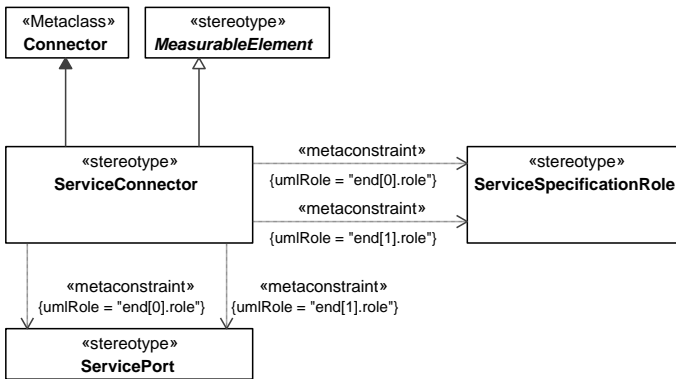 «Metaclass»
Connector
«stereotype»
MeasurableElement
«stereotype»
ServiceConnector
«metaconstraint»
{umlRole = "end[0].role"}
«metaconstraint»
{umlRole = "end[1].role"}
«stereotype»
ServiceSpecificationRole
«metaconstraint»
{umlRole = "end[0].role"}
«metaconstraint»
{umlRole = "end[1].role"}
«stereotype»
ServicePort